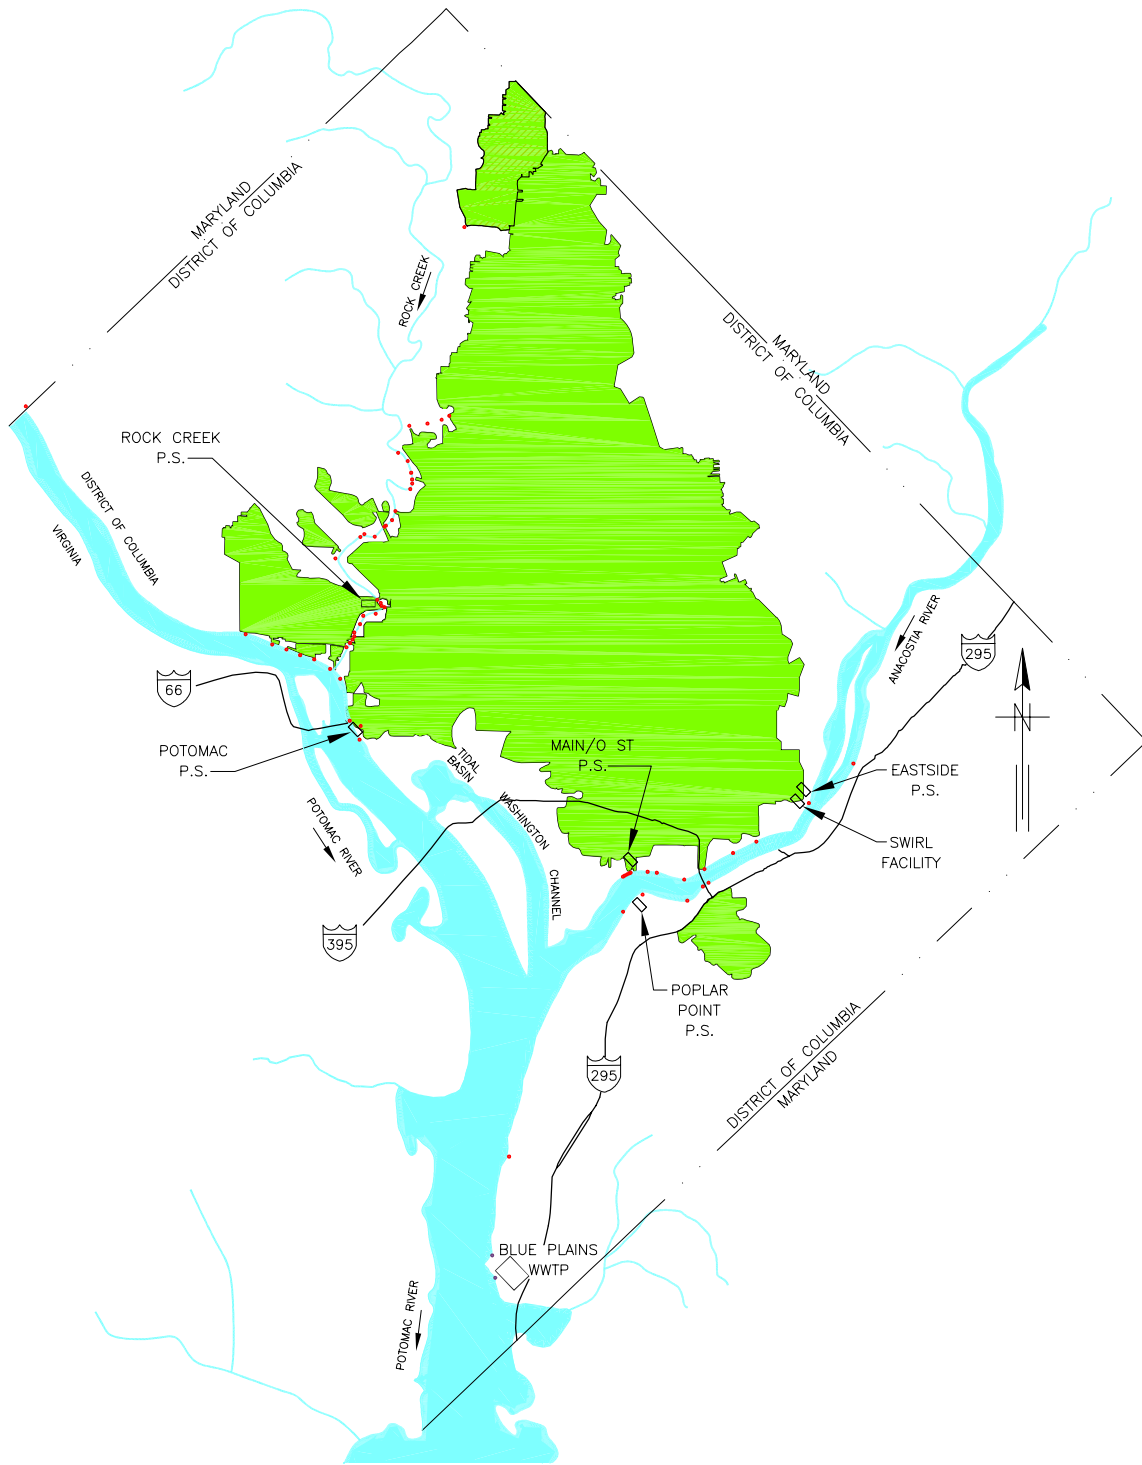 MARYLAND
DISTRICT OF COLUMBIA
ROCK CREEK
MARYLAND
DISTRICT OF COLUMBIA
ROCK CREEK
P.S.
DISTRICT OF COLUMBIA
VIRGINIA
ANACOSTIA RIVER
295
N
66
POTOMAC
P.S.
TIDAL
BASIN
MAIN/O ST
P.S.
EASTSIDE
P.S.
POTOMAC RIVER
WASHINGTON
CHANNEL
SWIRL
FACILITY
395
POPLAR
POINT
P.S.
295
DISTRICT OF COLUMBIA
MARYLAND
BLUE PLAINS
WWTP
POTOMAC RIVER